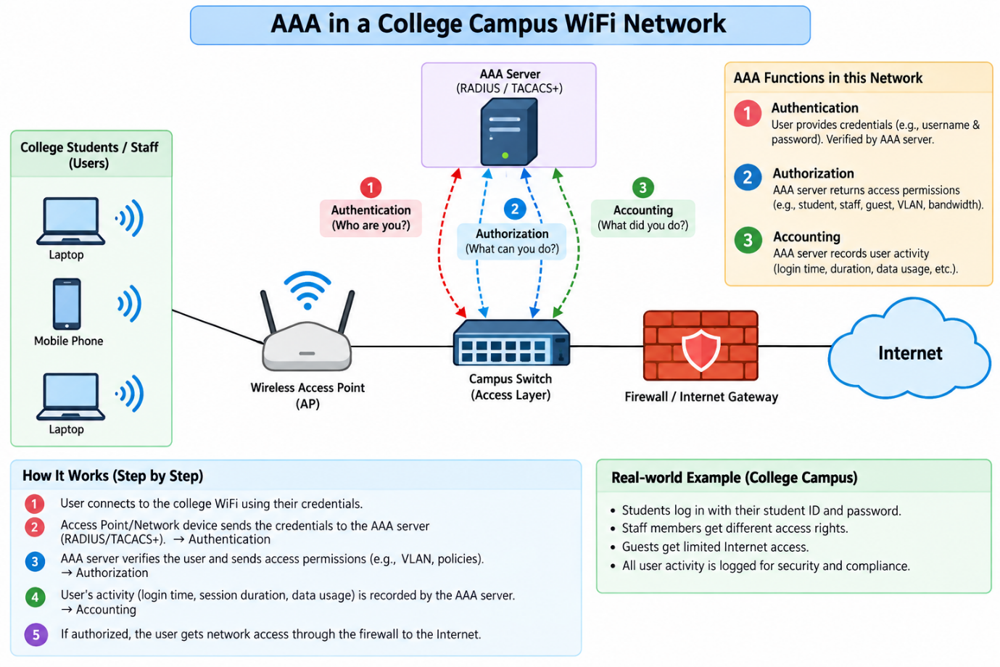 AAA in a College Campus WiFi Network
AAA Server
(RADIUS / TACACS+)
College Students / Staff
(Users)
Laptop
Mobile Phone
Laptop
1
Authentication
(Who are you?)
2
Authorization
(What can you do?)
3
Accounting
(What did you do?)
AAA Functions in this Network
1
Authentication
User provides credentials (e.g., username &
password). Verified by AAA server.
2
Authorization
AAA server returns access permissions
(e.g., student, staff, guest, VLAN, bandwidth).
3
Accounting
AAA server records user activity
(login time, duration, data usage, etc.).
Wireless Access Point
(AP)
Campus Switch
(Access Layer)
Firewall / Internet Gateway
Internet
How It Works (Step by Step)
1 User connects to the college WiFi using their credentials.
2 Access Point/Network device sends the credentials to the AAA server
(RADIUS/TACACS+). → Authentication
3 AAA server verifies the user and sends access permissions (e.g., VLAN, policies).
→ Authorization
4 User's activity (login time, session duration, data usage) is recorded by the AAA server.
→ Accounting
5 If authorized, the user gets network access through the firewall to the Internet.
Real-world Example (College Campus)
• Students log in with their student ID and password.
• Staff members get different access rights.
• Guests get limited Internet access.
• All user activity is logged for security and compliance.